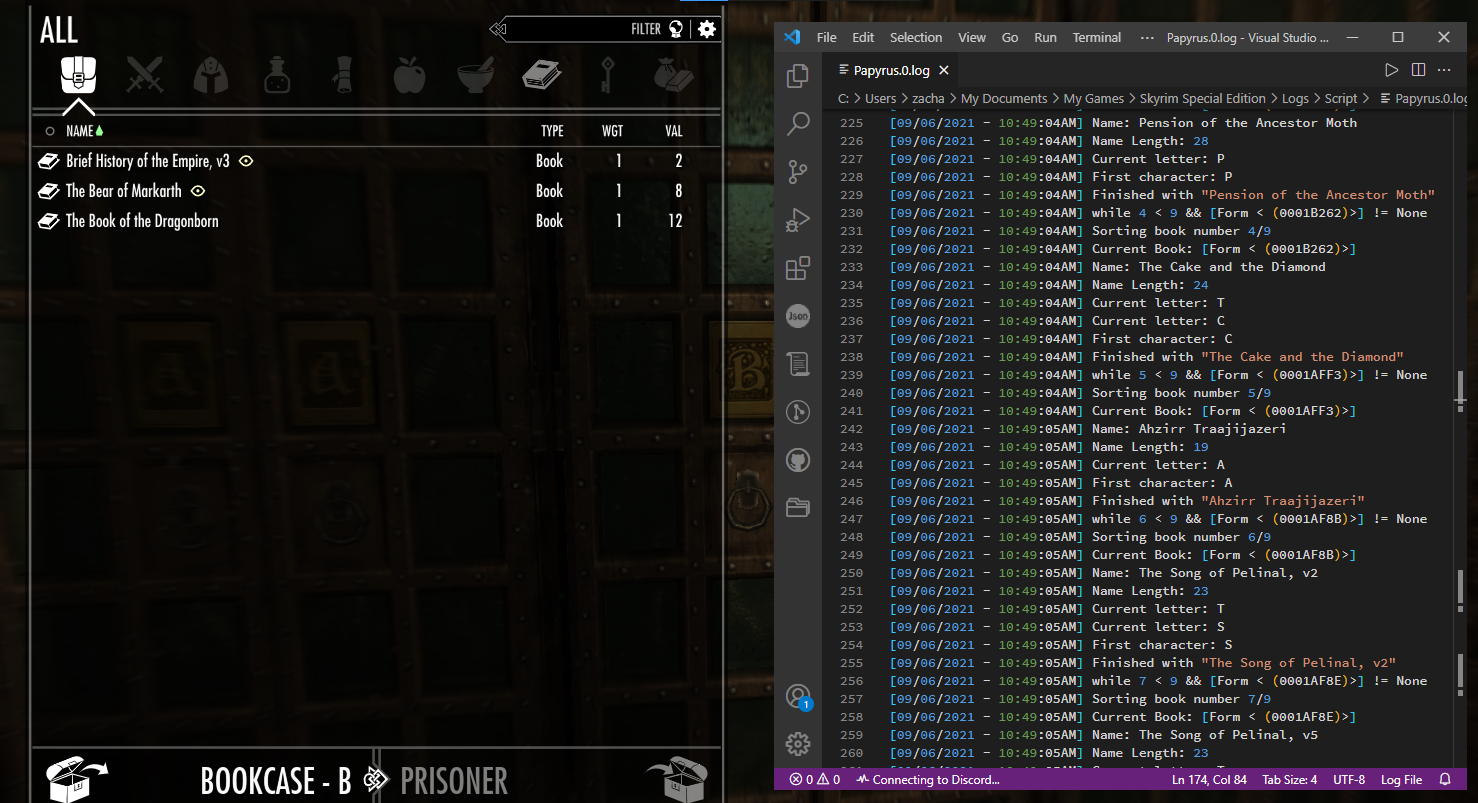 ALL
FILTER
NAME TYPE WGT VAL
Brief History of the Empire, v3 Book 1 2
The Bear of Markarth Book 1 8
The Book of the Dragonborn Book 1 12
BOOKCASE - B PRISONER
File Edit Selection View Go Run Terminal ··· Papyrus.0.log - Visual Studio ...
Papyrus.0.log
C: > Users > zacha > My Documents > My Games > Skyrim Special Edition > Logs > Script > Papyrus.0.log
225 [09/06/2021 - 10:49:04AM] Name: Pension of the Ancestor Moth
226 [09/06/2021 - 10:49:04AM] Name Length: 28
227 [09/06/2021 - 10:49:04AM] Current letter: P
228 [09/06/2021 - 10:49:04AM] First character: P
229 [09/06/2021 - 10:49:04AM] Finished with "Pension of the Ancestor Moth"
230 [09/06/2021 - 10:49:04AM] while 4 < 9 && [Form < (0001B262)>] != None
231 [09/06/2021 - 10:49:04AM] Sorting book number 4/9
232 [09/06/2021 - 10:49:04AM] Current Book: [Form < (0001B262)>]
233 [09/06/2021 - 10:49:04AM] Name: The Cake and the Diamond
234 [09/06/2021 - 10:49:04AM] Name Length: 24
235 [09/06/2021 - 10:49:04AM] Current letter: T
236 [09/06/2021 - 10:49:04AM] Current letter: C
237 [09/06/2021 - 10:49:04AM] First character: C
238 [09/06/2021 - 10:49:04AM] Finished with "The Cake and the Diamond"
239 [09/06/2021 - 10:49:04AM] while 5 < 9 && [Form < (0001AFF3)>] != None
240 [09/06/2021 - 10:49:04AM] Sorting book number 5/9
241 [09/06/2021 - 10:49:04AM] Current Book: [Form < (0001AFF3)>]
242 [09/06/2021 - 10:49:05AM] Name: Ahzirr Traajijazeri
243 [09/06/2021 - 10:49:05AM] Name Length: 19
244 [09/06/2021 - 10:49:05AM] Current letter: A
245 [09/06/2021 - 10:49:05AM] First character: A
246 [09/06/2021 - 10:49:05AM] Finished with "Ahzirr Traajijazeri"
247 [09/06/2021 - 10:49:05AM] while 6 < 9 && [Form < (0001AF8B)>] != None
248 [09/06/2021 - 10:49:05AM] Sorting book number 6/9
249 [09/06/2021 - 10:49:05AM] Current Book: [Form < (0001AF8B)>]
250 [09/06/2021 - 10:49:05AM] Name: The Song of Pelinal, v2
251 [09/06/2021 - 10:49:05AM] Name Length: 23
252 [09/06/2021 - 10:49:05AM] Current letter: T
253 [09/06/2021 - 10:49:05AM] Current letter: S
254 [09/06/2021 - 10:49:05AM] First character: S
255 [09/06/2021 - 10:49:05AM] Finished with "The Song of Pelinal, v2"
256 [09/06/2021 - 10:49:05AM] while 7 < 9 && [Form < (0001AF8E)>] != None
257 [09/06/2021 - 10:49:05AM] Sorting book number 7/9
258 [09/06/2021 - 10:49:05AM] Current Book: [Form < (0001AF8E)>]
259 [09/06/2021 - 10:49:05AM] Name: The Song of Pelinal, v5
260 [09/06/2021 - 10:49:05AM] Name Length: 23
Json
A
a
B
1
0 0 Connecting to Discord... Ln 174, Col 84 Tab Size: 4 UTF-8 Log File